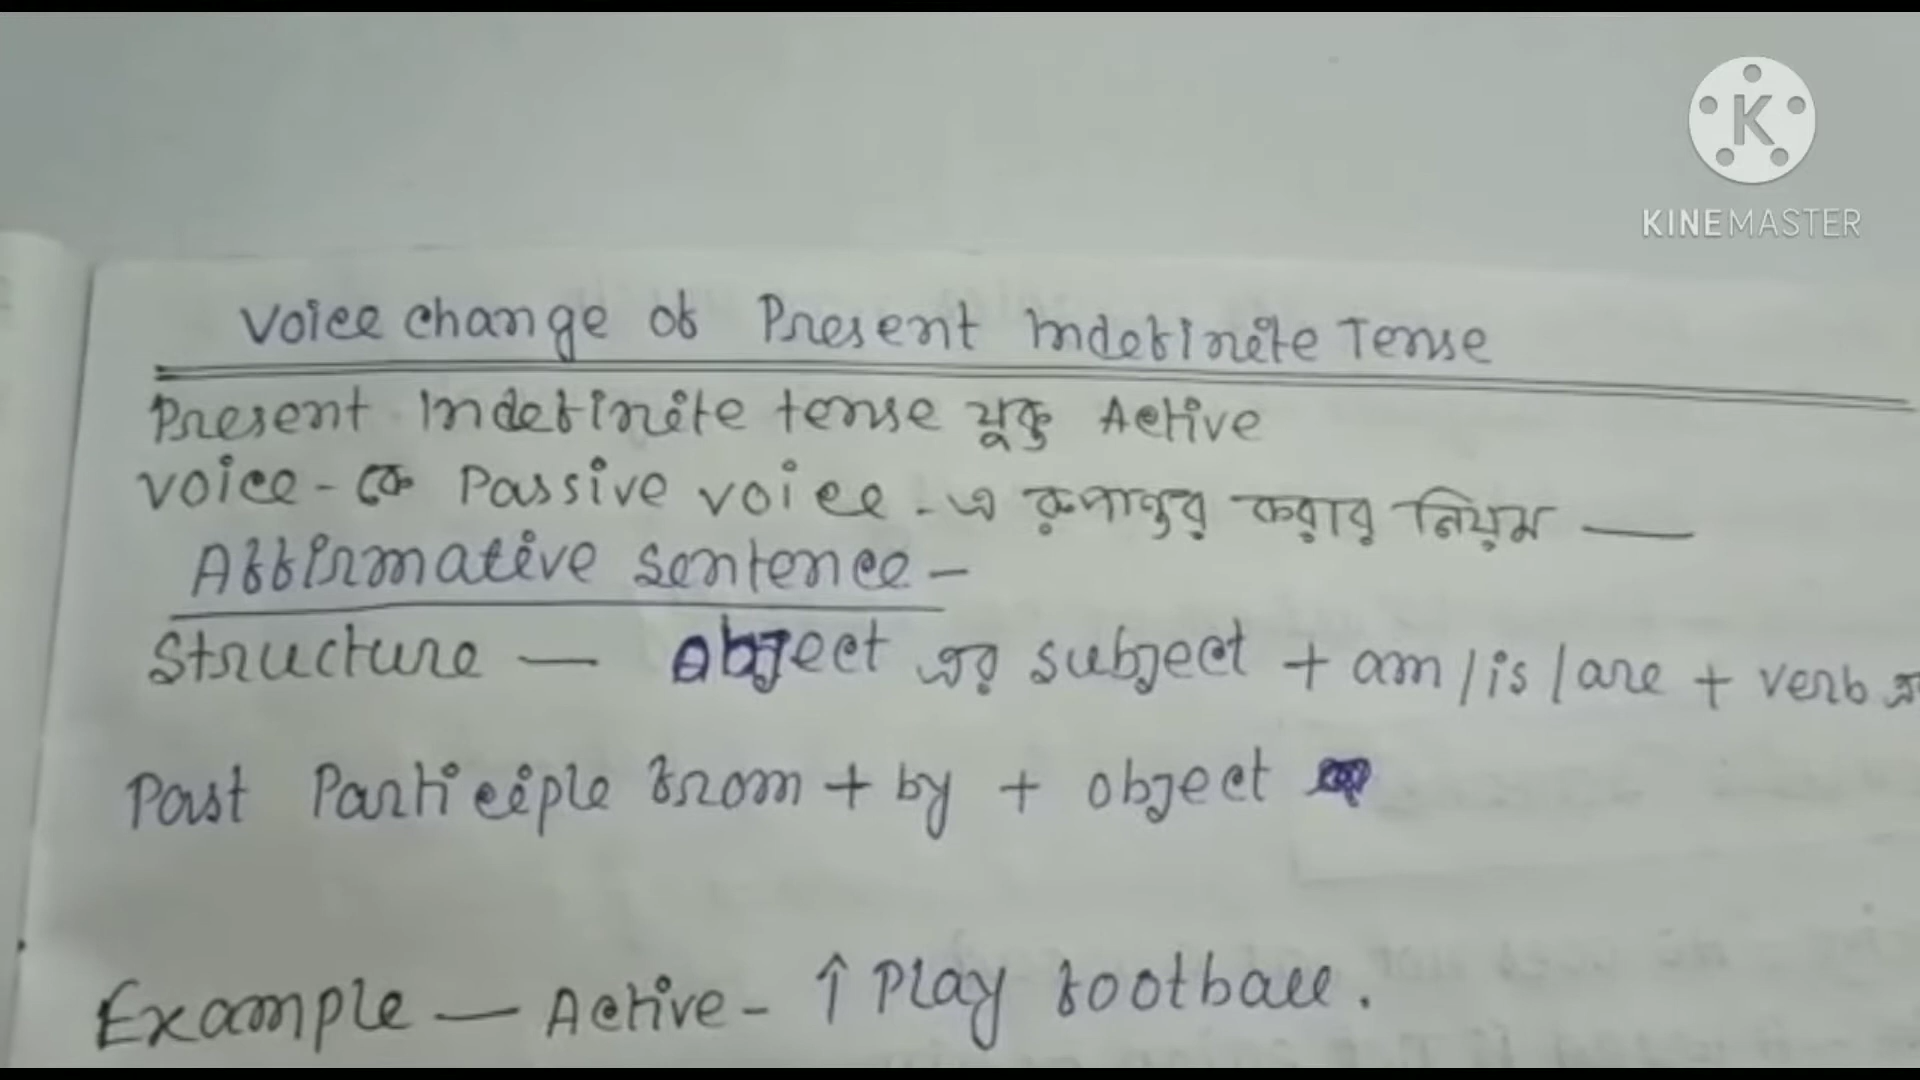 KINEMASTER
Voice change of Present Indefinite Tense
Present Indefinite tense যুক্ত Active
voice - কে Passive voice - এ রূপান্তর করার নিয়ম —
Affirmative sentence -
Structure — object এর subject + am/is/are + verb
Past Participle from + by + object
Example — Active - I Play football.